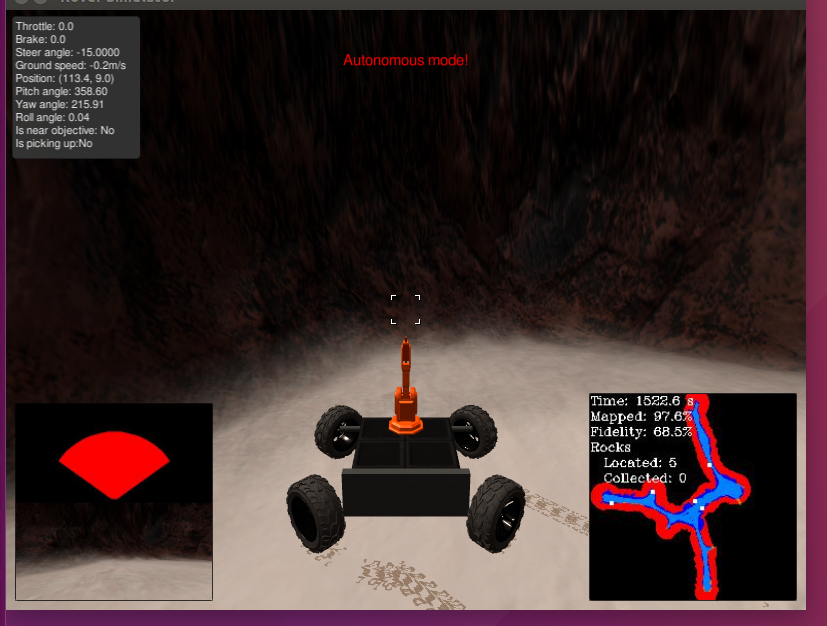 Rover Simulator
Throttle: 0.0
Brake: 0.0
Steer angle: -15.0000
Ground speed: -0.2m/s
Position: (113.4, 9.0)
Pitch angle: 358.60
Yaw angle: 215.91
Roll angle: 0.04
Is near objective: No
Is picking up:No
Autonomous mode!
Time: 1522.6 s
Mapped: 97.6%
Fidelity: 68.5%
Rocks
Located: 5
Collected: 0